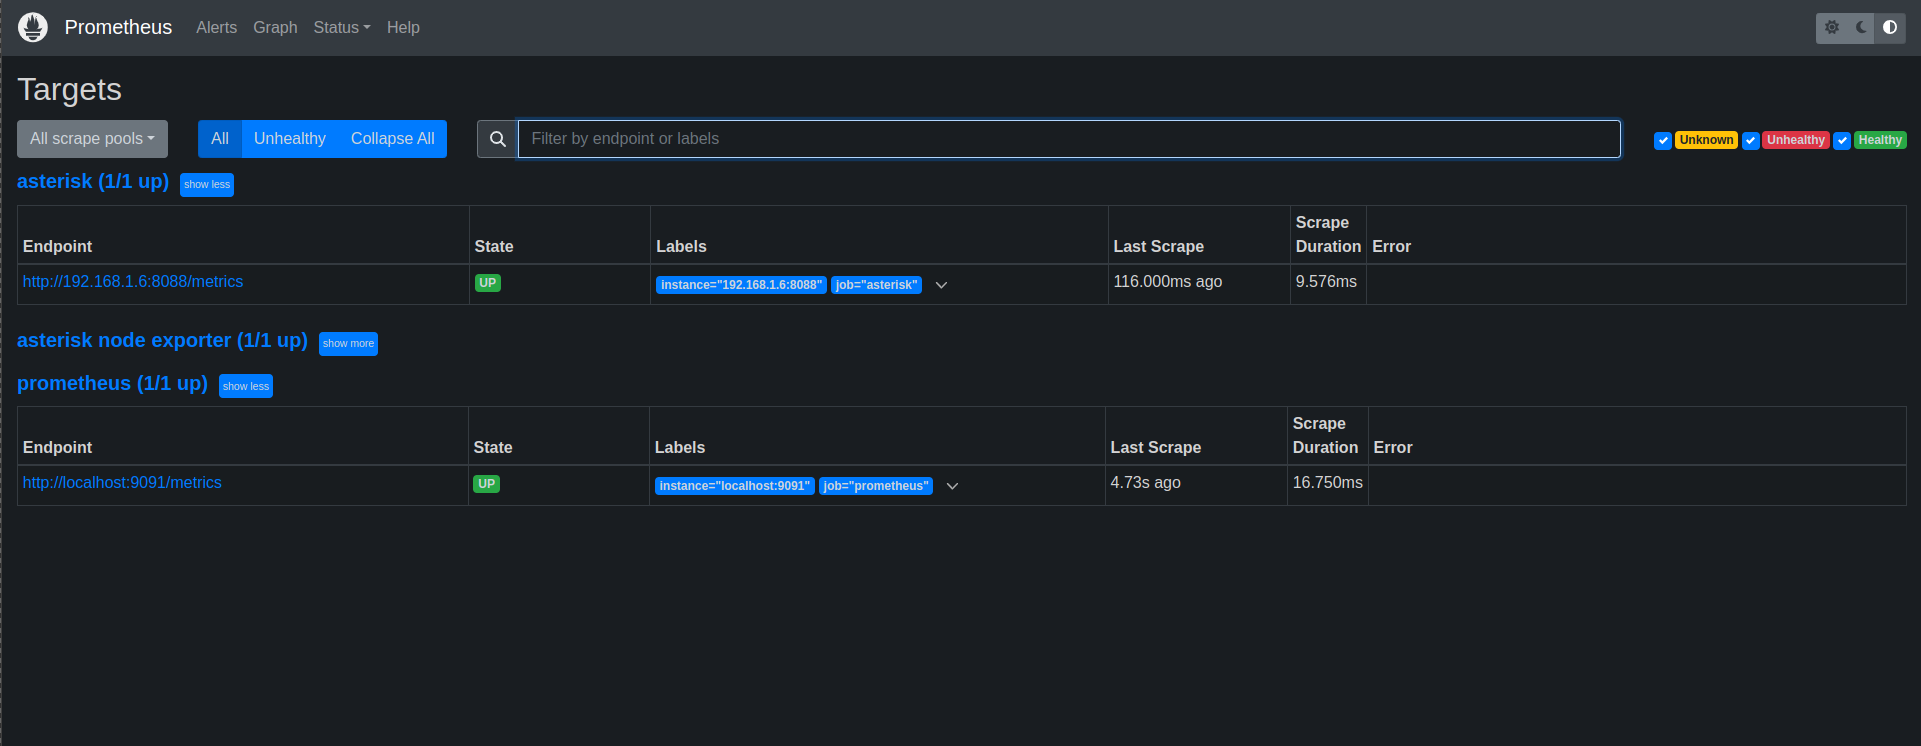 Prometheus Alerts Graph Status Help
Targets
All scrape pools All Unhealthy Collapse All Filter by endpoint or labels Unknown Unhealthy Healthy
asterisk (1/1 up) show less
Endpoint State Labels Last Scrape Scrape Duration Error
http://192.168.1.6:8088/metrics UP instance="192.168.1.6:8088" job="asterisk" 116.000ms ago 9.576ms
asterisk node exporter (1/1 up) show more
prometheus (1/1 up) show less
Endpoint State Labels Last Scrape Scrape Duration Error
http://localhost:9091/metrics UP instance="localhost:9091" job="prometheus" 4.73s ago 16.750ms